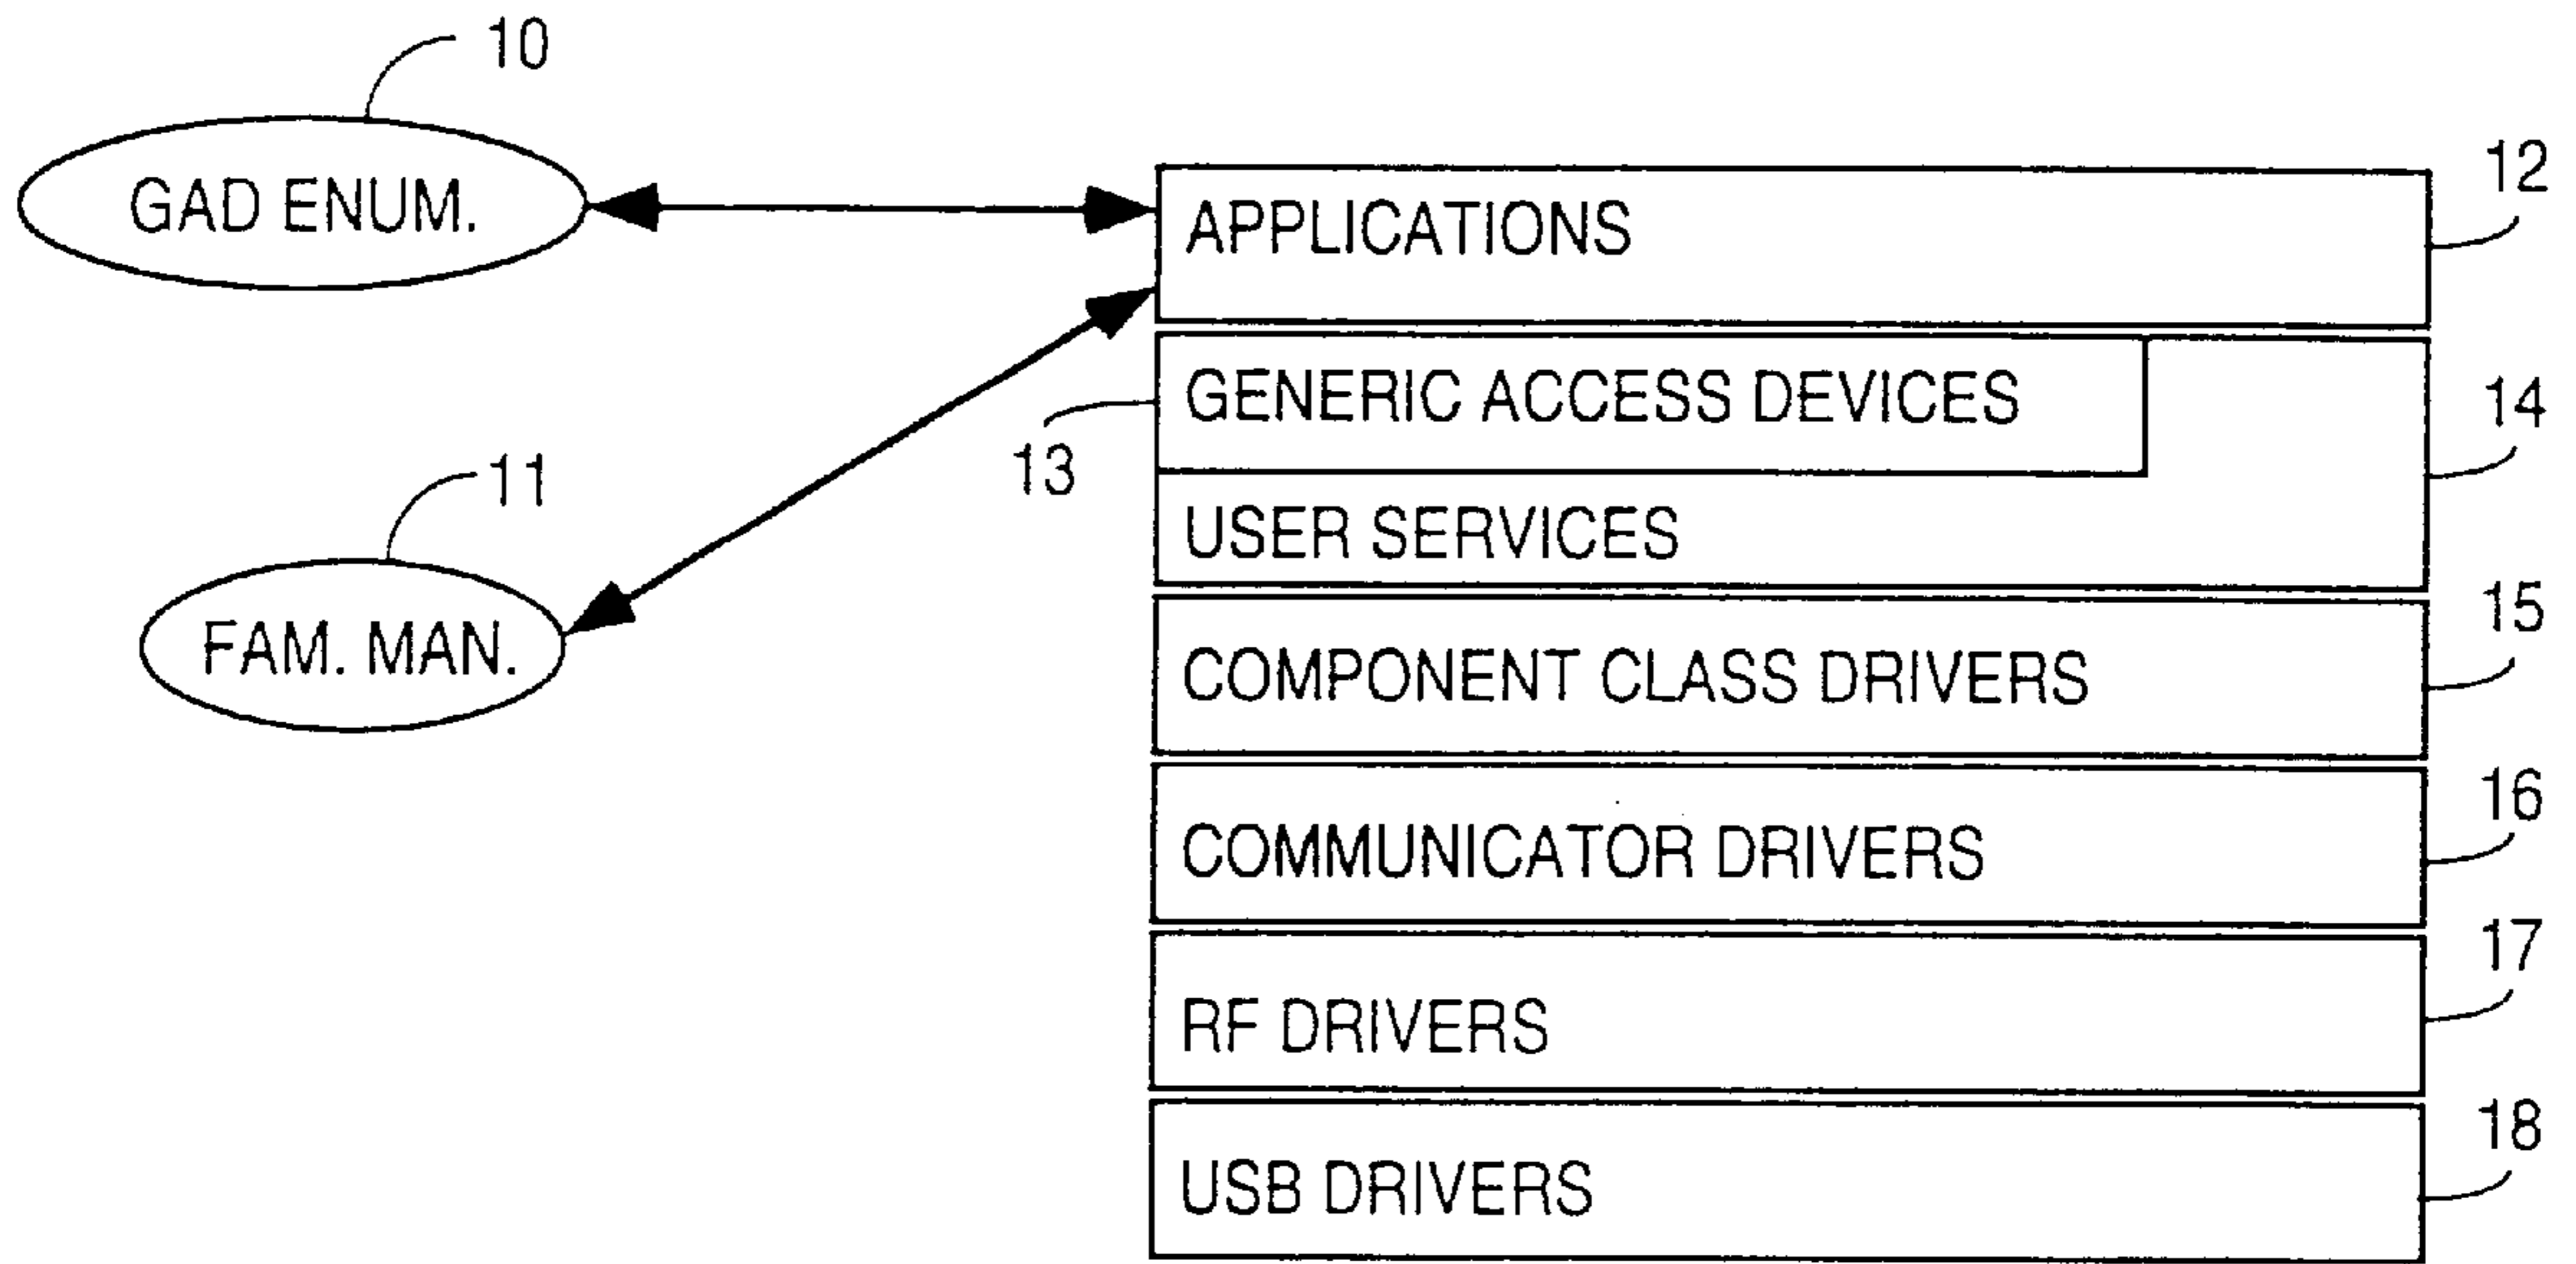 10
GAD ENUM.
12
APPLICATIONS
GENERIC ACCESS DEVICES
13
14
USER SERVICES
11
FAM. MAN.
15
COMPONENT CLASS DRIVERS
16
COMMUNICATOR DRIVERS
17
RF DRIVERS
18
USB DRIVERS